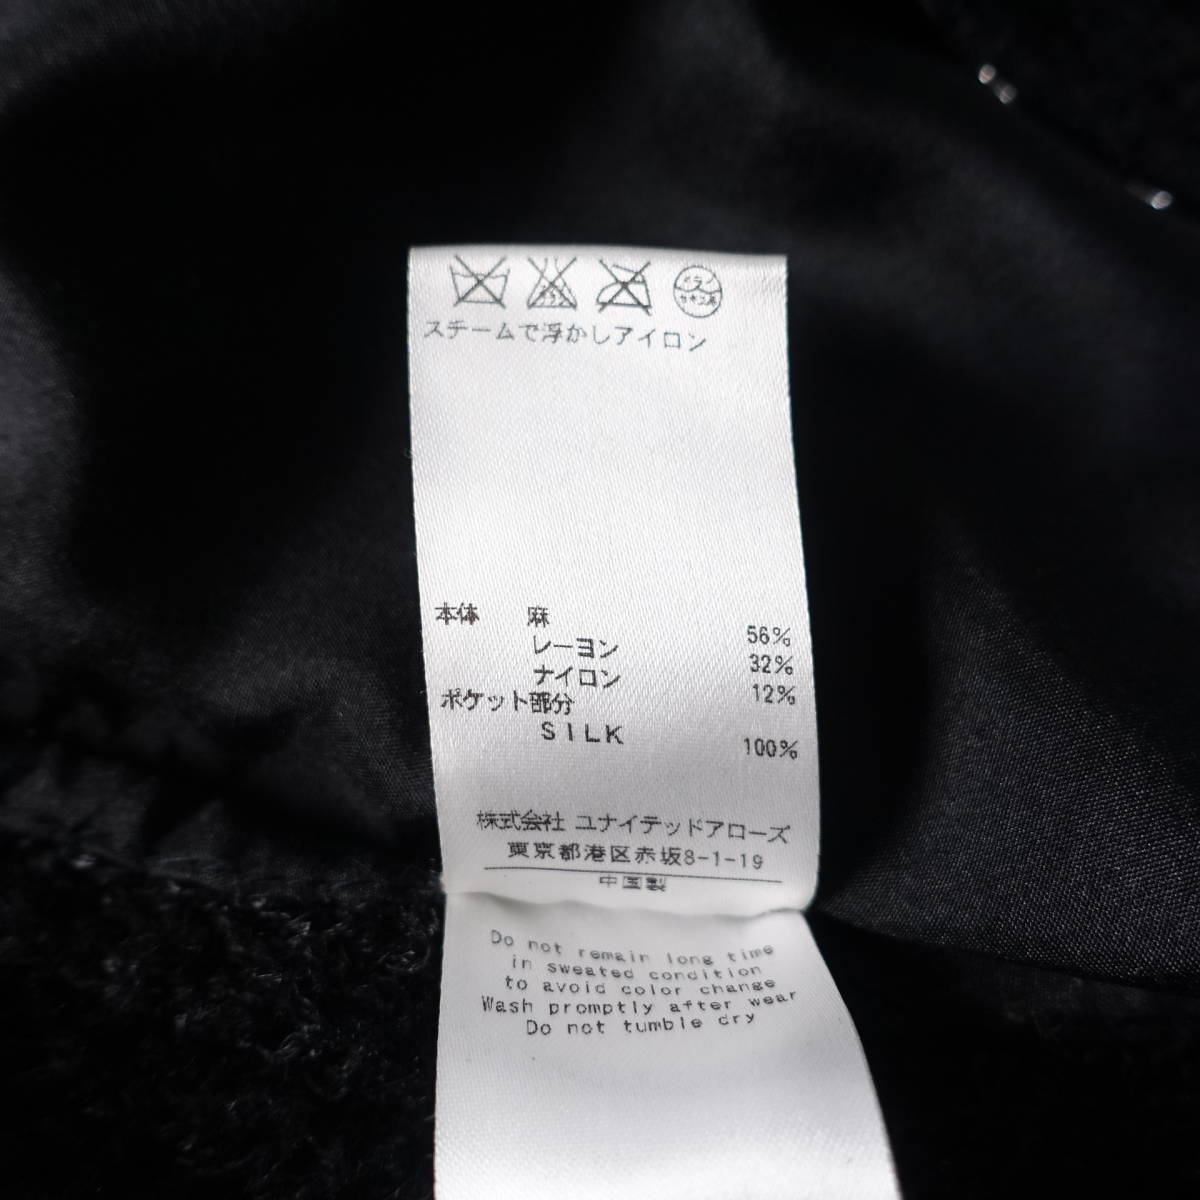 スチームで浮かしアイロン
本体 麻 56%
レーヨン 32%
ナイロン 12%
ポケット部分
SILK 100%
株式会社 ユナイテッドアローズ
東京都港区赤坂8-1-19
中国製
Do not remain long time
in sweated condition
to avoid color change
Wash promptly after wear
Do not tumble dry